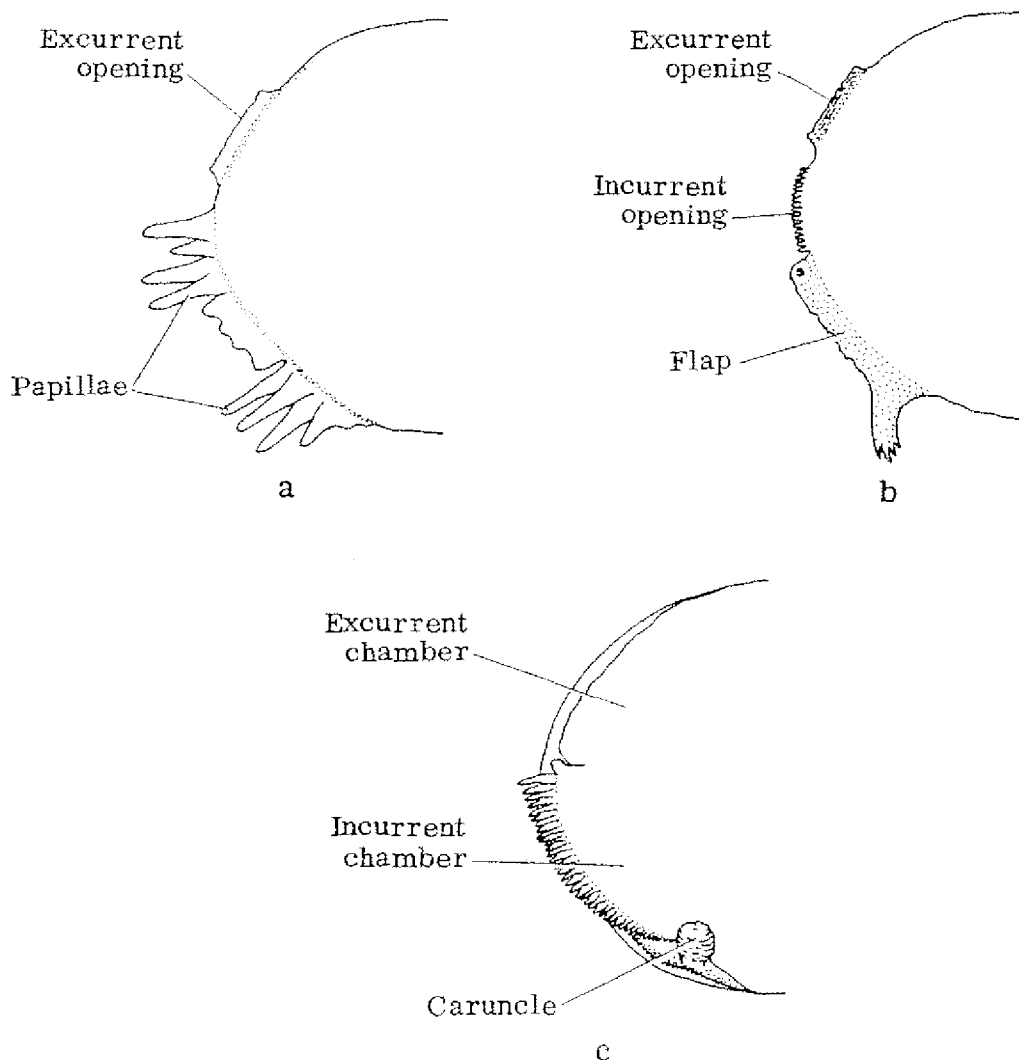 Excurrent
opening
Papillae
a
Excurrent
opening
Incurrent
opening
Flap
b
Excurrent
chamber
Incurrent
chamber
Caruncle
c